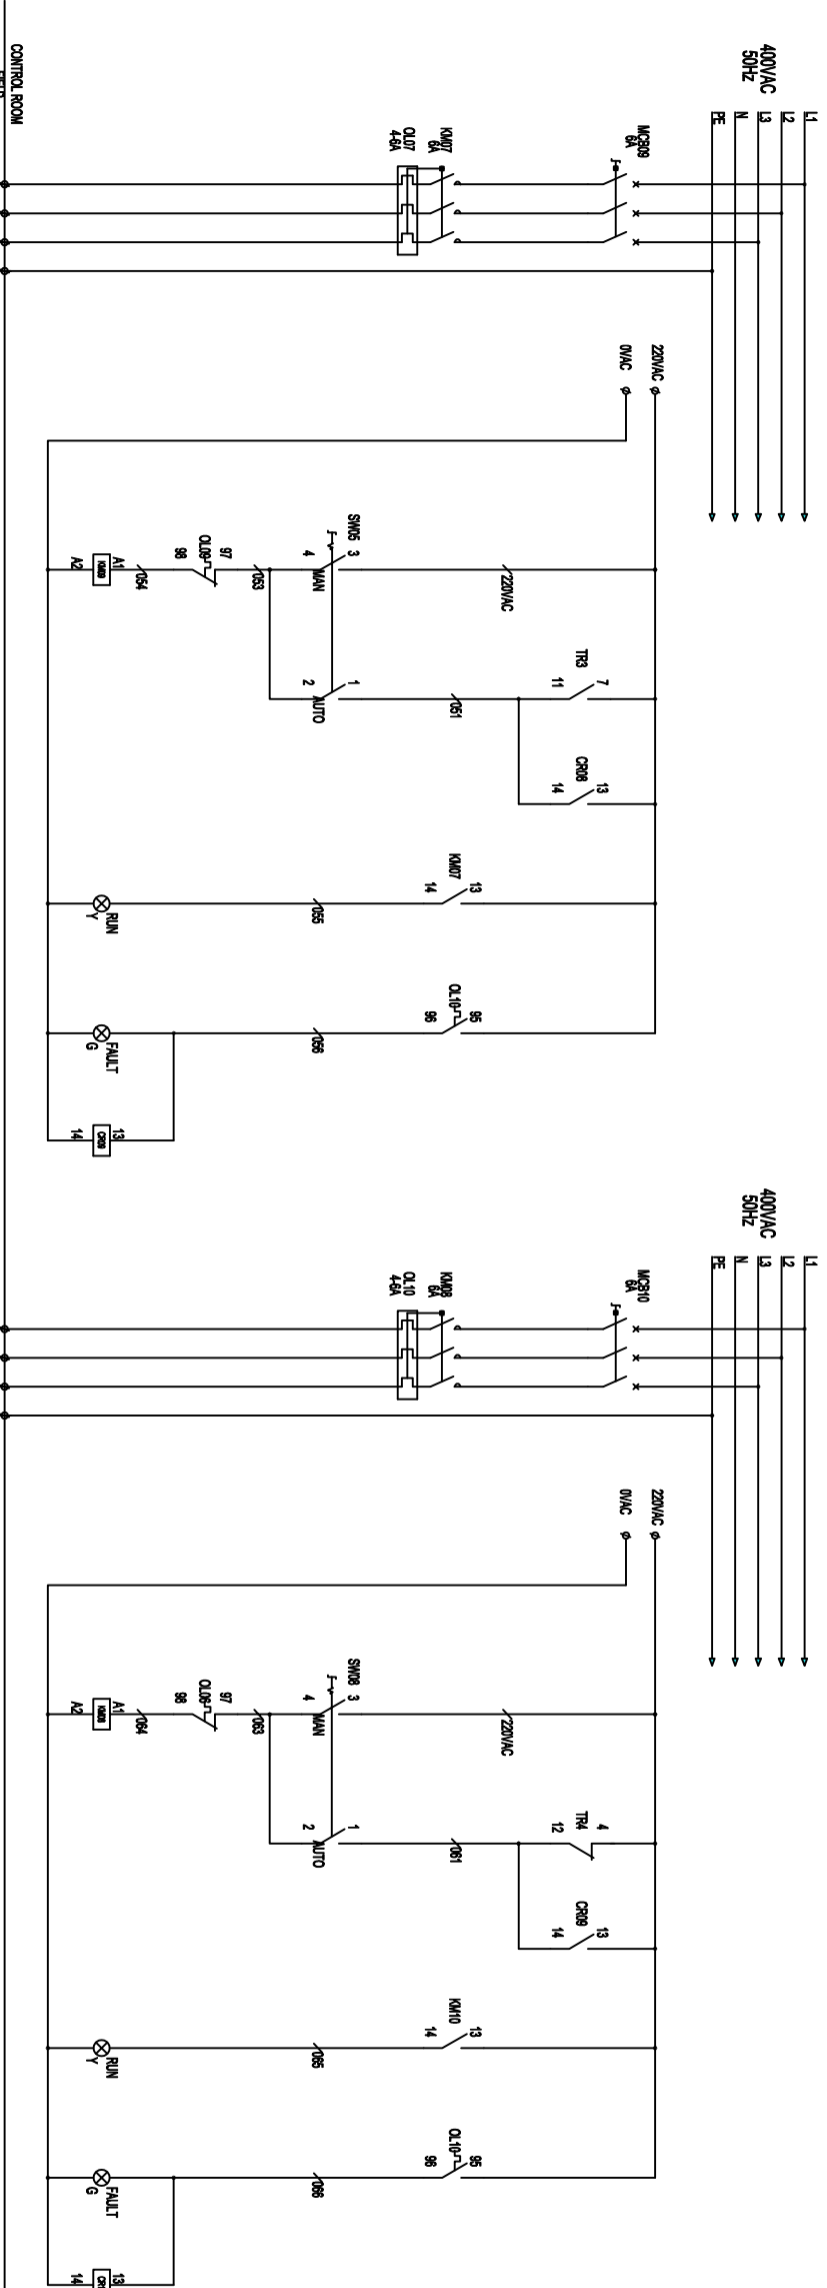 400VAC
50Hz
L1
L2
L3
N
PE
MCB09
6A
KM07
6A
OL07
4-6A
CONTROL ROOM
220VAC
0VAC
SW05
3
4
MAN
220VAC
1
2
AUTO
TR3
7
11
051
CR08
13
14
053
OL09
97
98
054
A1
KM09
A2
KM07
13
14
055
RUN
Y
OL10
95
96
056
FAULT
G
13
CR09
14
400VAC
50Hz
L1
L2
L3
N
PE
MCB10
6A
KM08
6A
OL10
4-6A
220VAC
0VAC
SW08
3
4
MAN
220VAC
1
2
AUTO
TR4
4
12
061
CR09
13
14
063
OL06
97
98
064
A1
KM08
A2
KM10
13
14
065
RUN
Y
OL10
95
96
066
FAULT
G
13
14